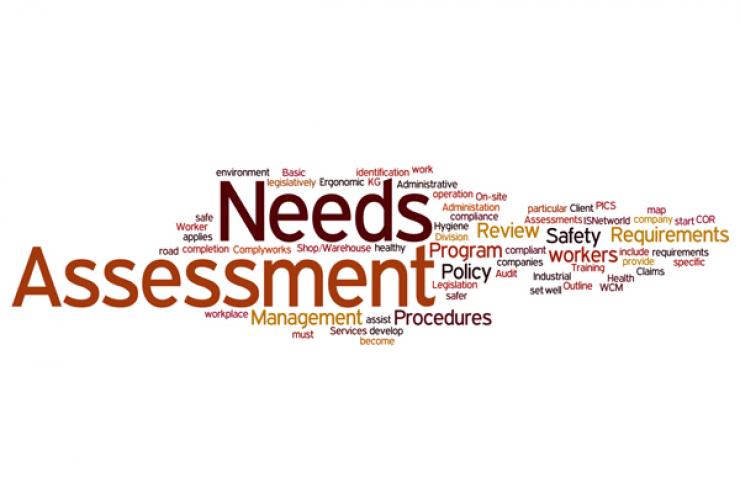 environment Basic identification work
legislatively Ergonomic KG Administrative
Needs
operation On-site
safe
Administation
particular Client PICS map
Worker
compliance
Assessments ISNetworld company start COR
applies
Hygiene
Division
Review Safety Requirements
road completion Complyworks Shop/Warehouse healthy
Program compliant workers include requirements
Assessment
Policy companies Training provide specific
Audit Industrial Health Claims
Legislation
safer
set well Outline WCM
workplace Management assist Procedures
must Services develop
become